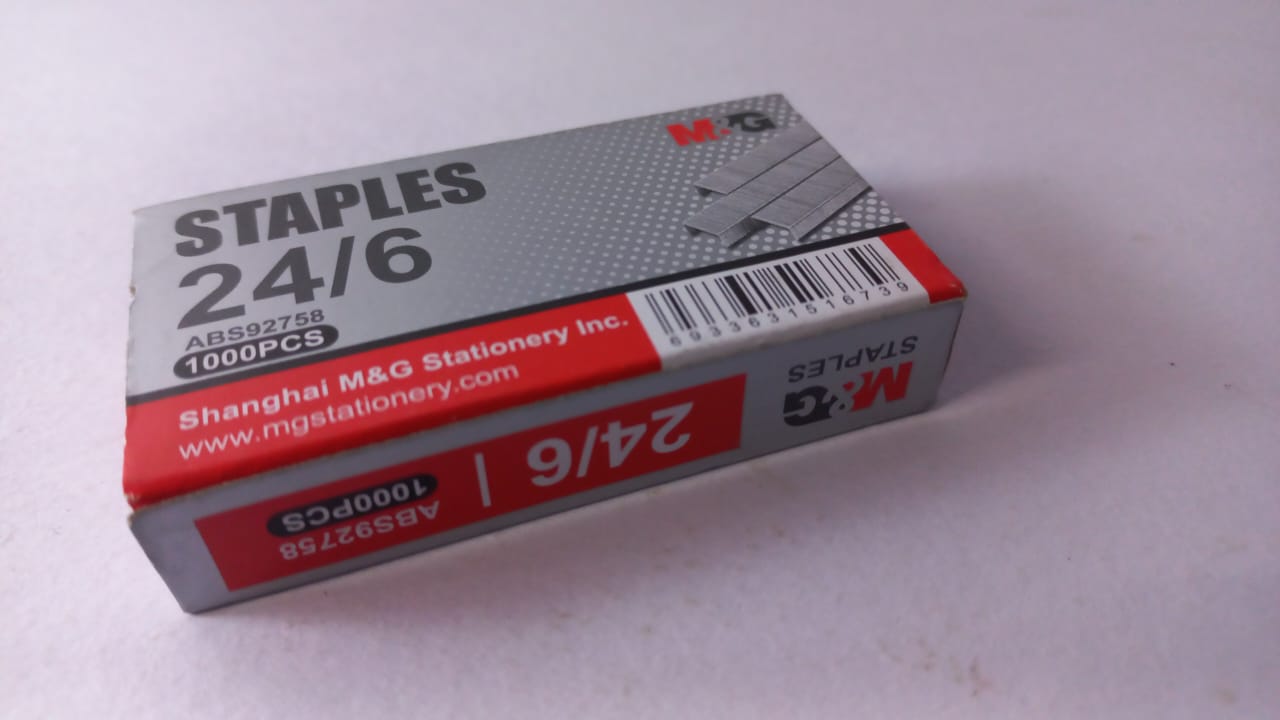 M&G
STAPLES
24/6
ABS92758
1000PCS
Shanghai M&G Stationery Inc.
www.mgstationery.com
6933631516739
M&G
STAPLES
24/6
ABS92758
1000PCS